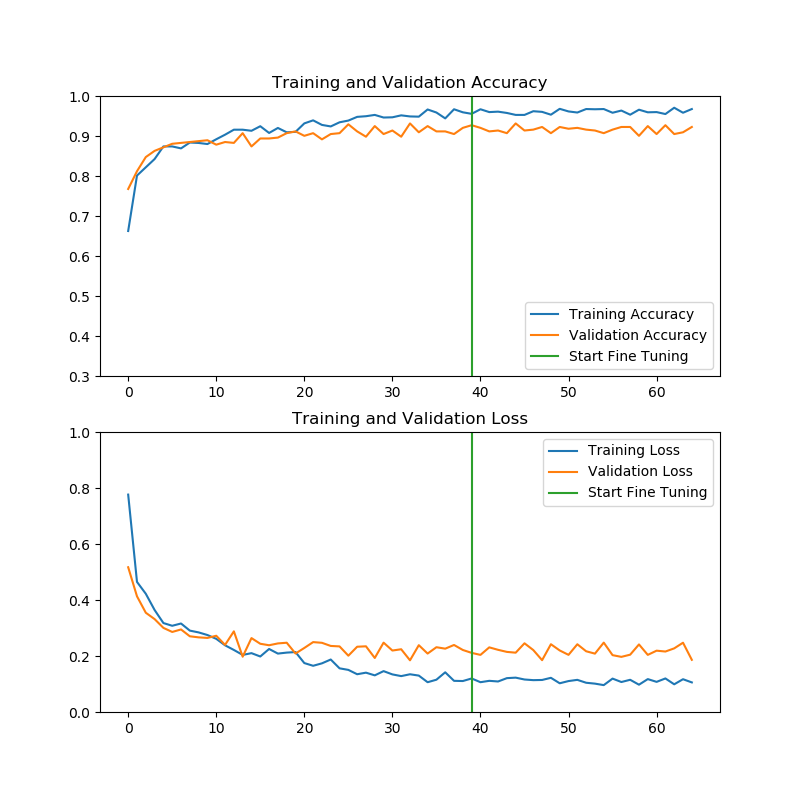 Training and Validation Accuracy
1.0
0.9
0.8
0.7
0.6
0.5
0.4
0.3
Training Accuracy
Validation Accuracy
Start Fine Tuning
0 10 20 30 40 50 60
Training and Validation Loss
1.0
0.8
0.6
0.4
0.2
0.0
Training Loss
Validation Loss
Start Fine Tuning
0 10 20 30 40 50 60